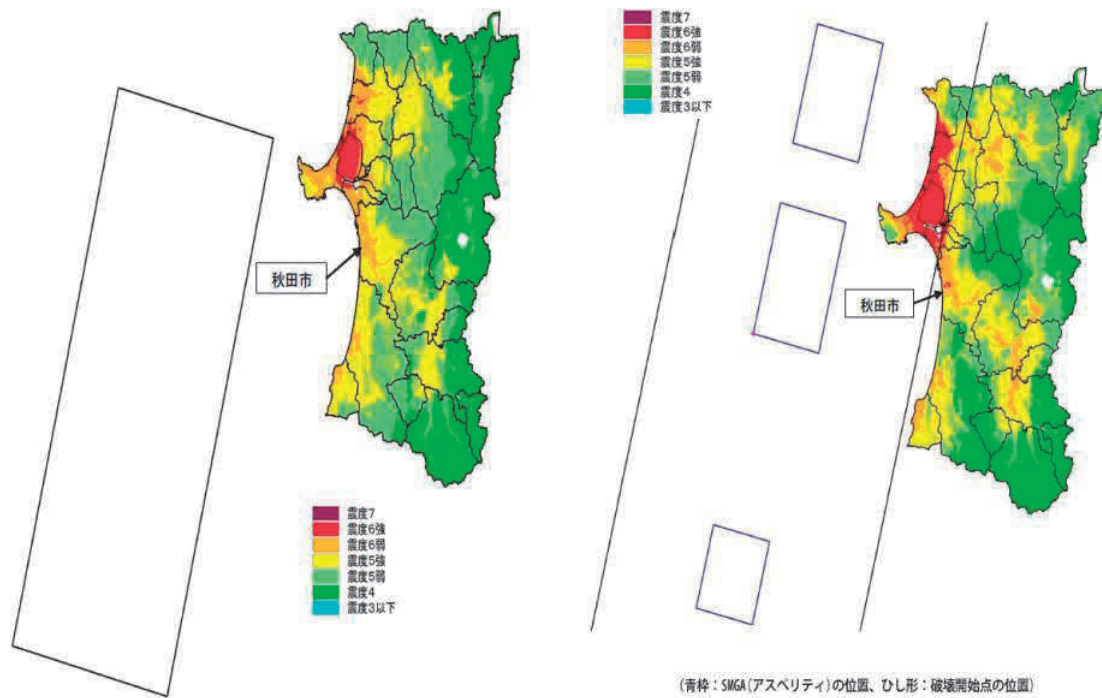 秋田市
震度7
震度6強
震度6弱
震度5強
震度5弱
震度4
震度3以下
震度7
震度6強
震度6弱
震度5強
震度5弱
震度4
震度3以下
秋田市
(青枠：SMGA(アスペリティ)の位置、ひし形：破壊開始点の位置)